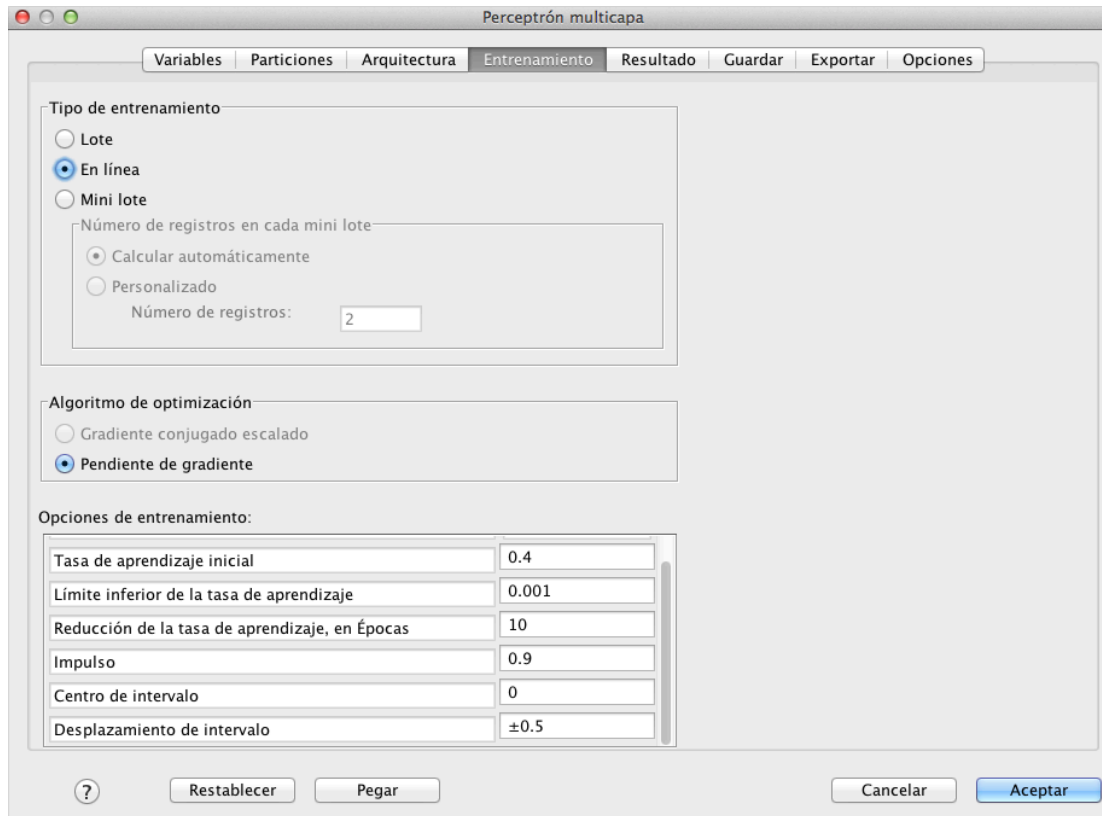 Perceptrón multicapa
Variables Particiones Arquitectura Entrenamiento Resultado Guardar Exportar Opciones
Tipo de entrenamiento
Lote
En línea
Mini lote
Número de registros en cada mini lote
Calcular automáticamente
Personalizado
Número de registros: 2
Algoritmo de optimización
Gradiente conjugado escalado
Pendiente de gradiente
Opciones de entrenamiento:
Tasa de aprendizaje inicial 0.4
Límite inferior de la tasa de aprendizaje 0.001
Reducción de la tasa de aprendizaje, en Épocas 10
Impulso 0.9
Centro de intervalo 0
Desplazamiento de intervalo ±0.5
? Restablecer Pegar Cancelar Aceptar